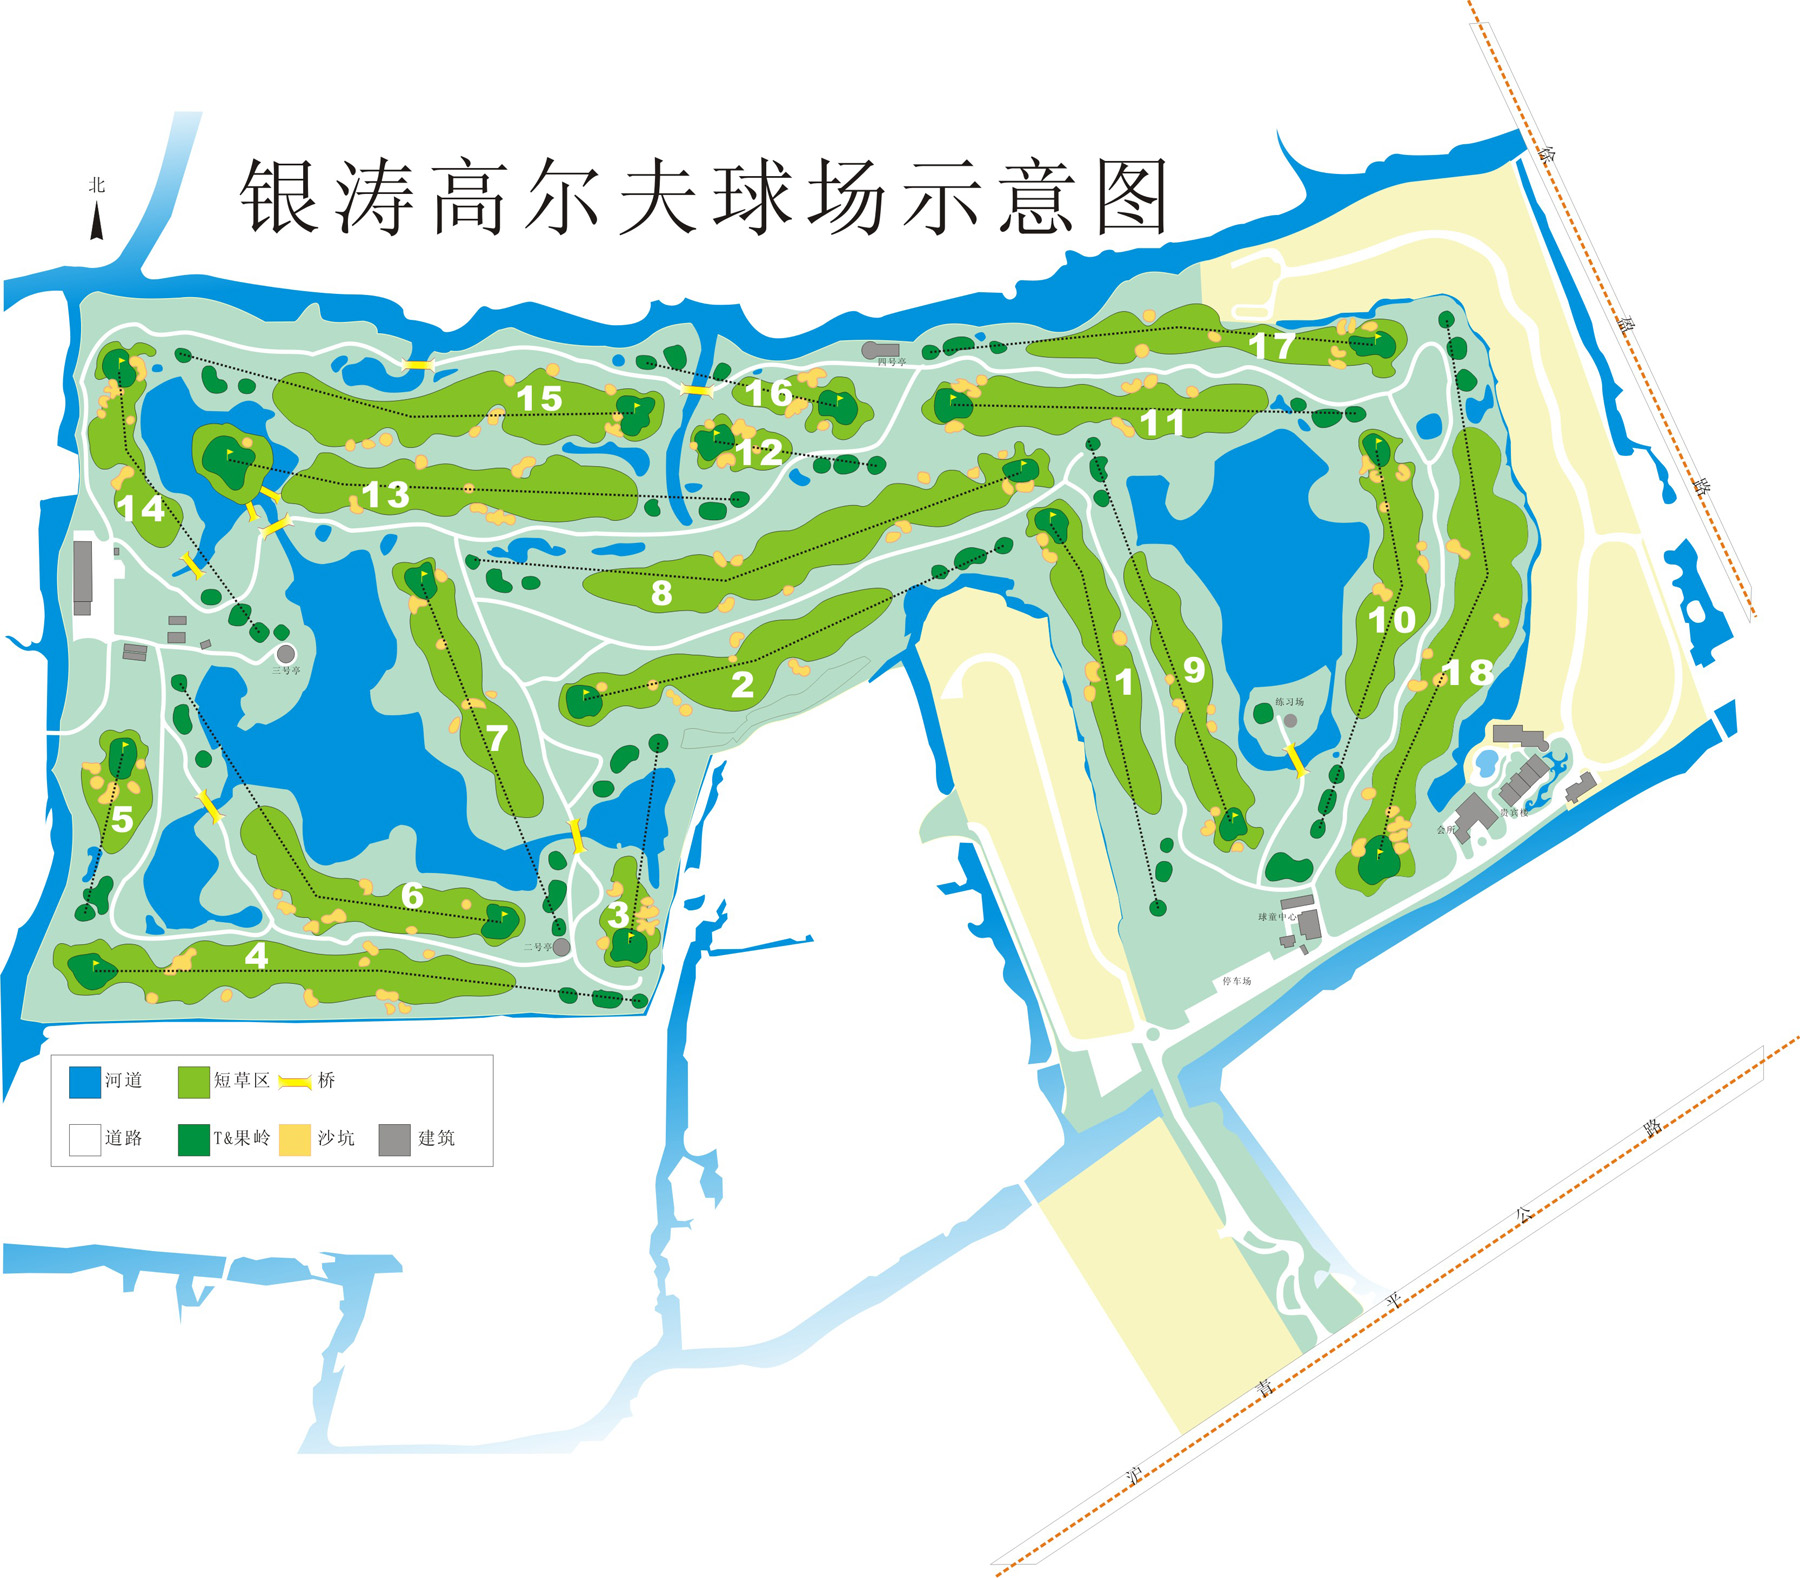 银涛高尔夫球场示意图
北
徐盈路
四号亭
17
15
16
11
12
13
14
8
10
三号亭
1
9
18
2
练习场
7
5
贵宾楼
会所
6
3
球童中心
二号亭
4
停车场
河道 短草区 桥
道路 T&果岭 沙坑 建筑
沪青平公路